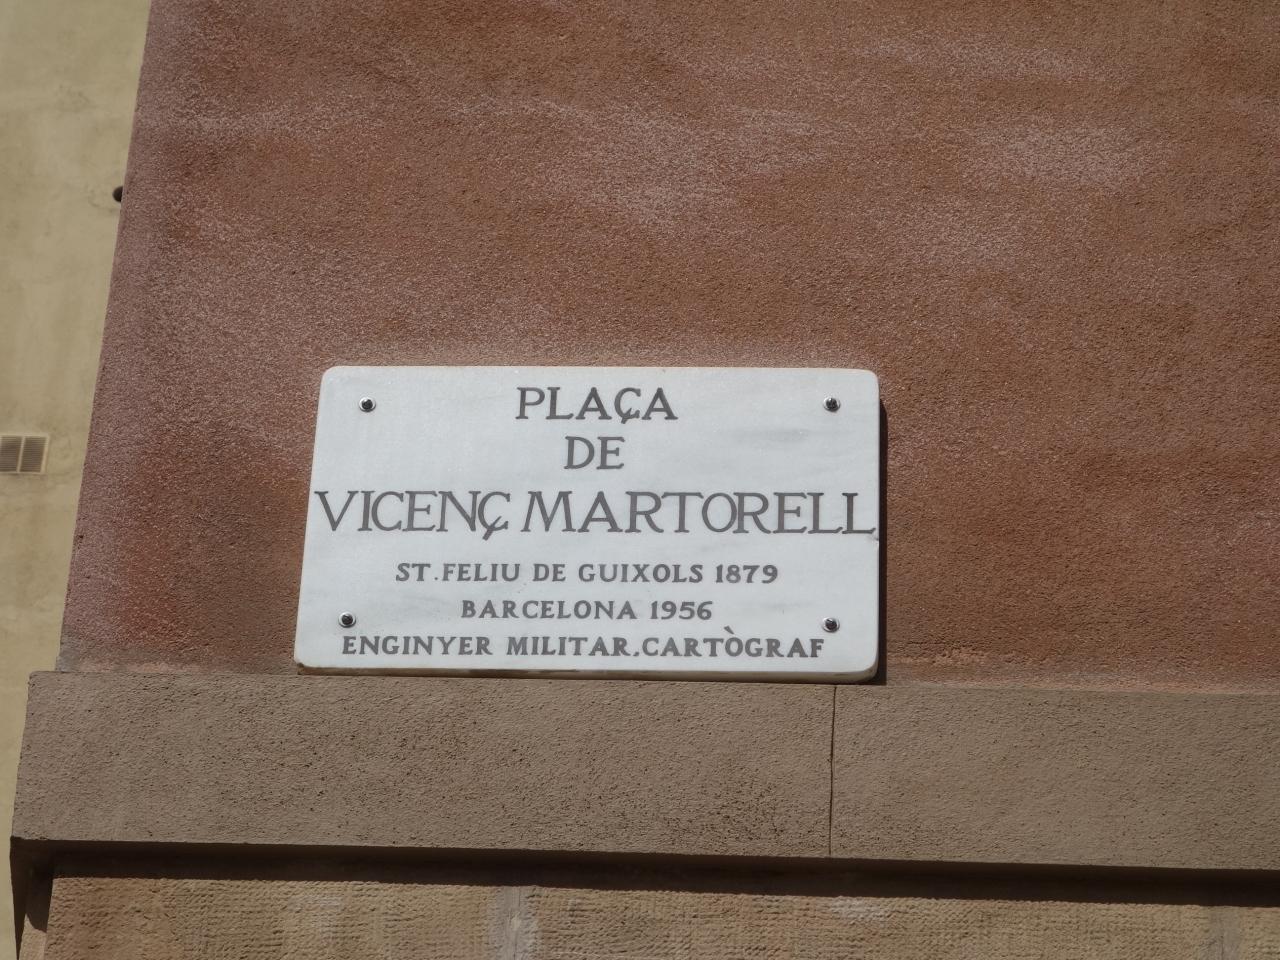 PLAÇA
DE
VICENÇ MARTORELL
ST. FELIU DE GUIXOLS 1879
BARCELONA 1956
ENGINYER MILITAR.CARTÒGRAF